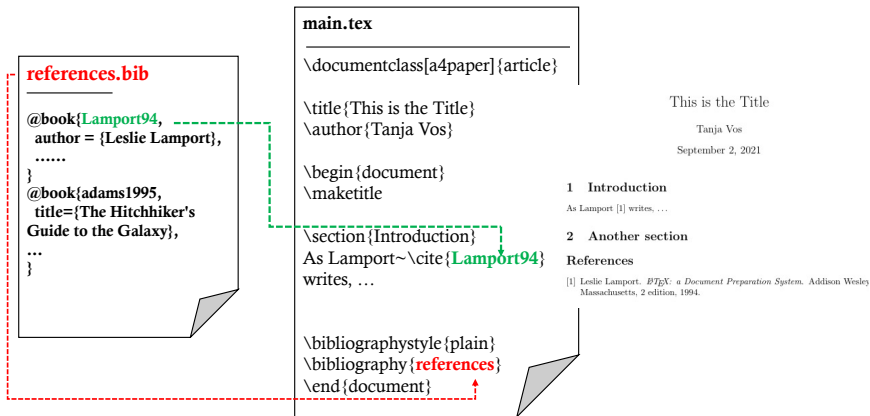 references.bib
@book{Lamport94,
author = {Leslie Lamport},
......
}
@book{adams1995,
title={The Hitchhiker's
Guide to the Galaxy},
...
}
main.tex
\documentclass[a4paper]{article}
\title{This is the Title}
\author{Tanja Vos}
\begin{document}
\maketitle
\section{Introduction}
As Lamport~\cite{Lamport94}
writes, …
\bibliographystyle{plain}
\bibliography{references}
\end{document}
This is the Title
Tanja Vos
September 2, 2021
1 Introduction
As Lamport [1] writes, …
2 Another section
References
[1] Leslie Lamport. LATEX: a Document Preparation System. Addison Wesley
Massachusetts, 2 edition, 1994.